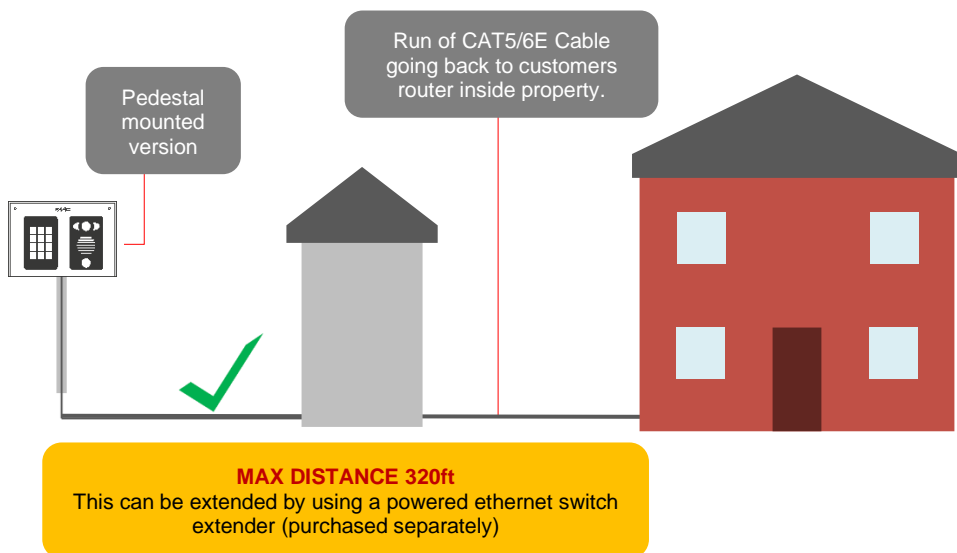 Run of CAT5/6E Cable
going back to customers
router inside property.
Pedestal
mounted
version
MAX DISTANCE 320ft
This can be extended by using a powered ethernet switch
extender (purchased separately)